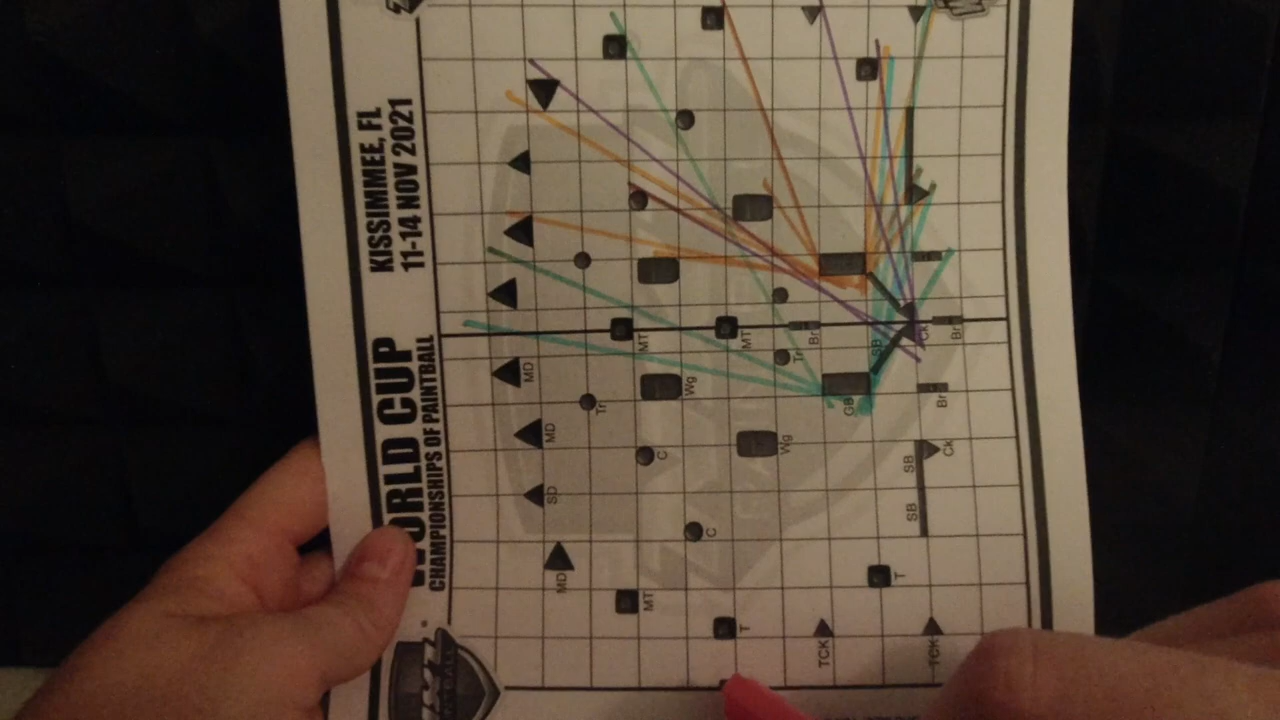 WORLD CUP
CHAMPIONSHIPS OF PAINTBALL
KISSIMMEE, FL
11-14 NOV 2021
MD
MD
SD
MD
MT
MT
Tr
Wg
C
C
MT
T
Br
Tr
Wg
GB
SB
Ck
Br
Br
SB
SB
Ck
T
TCK
TCK